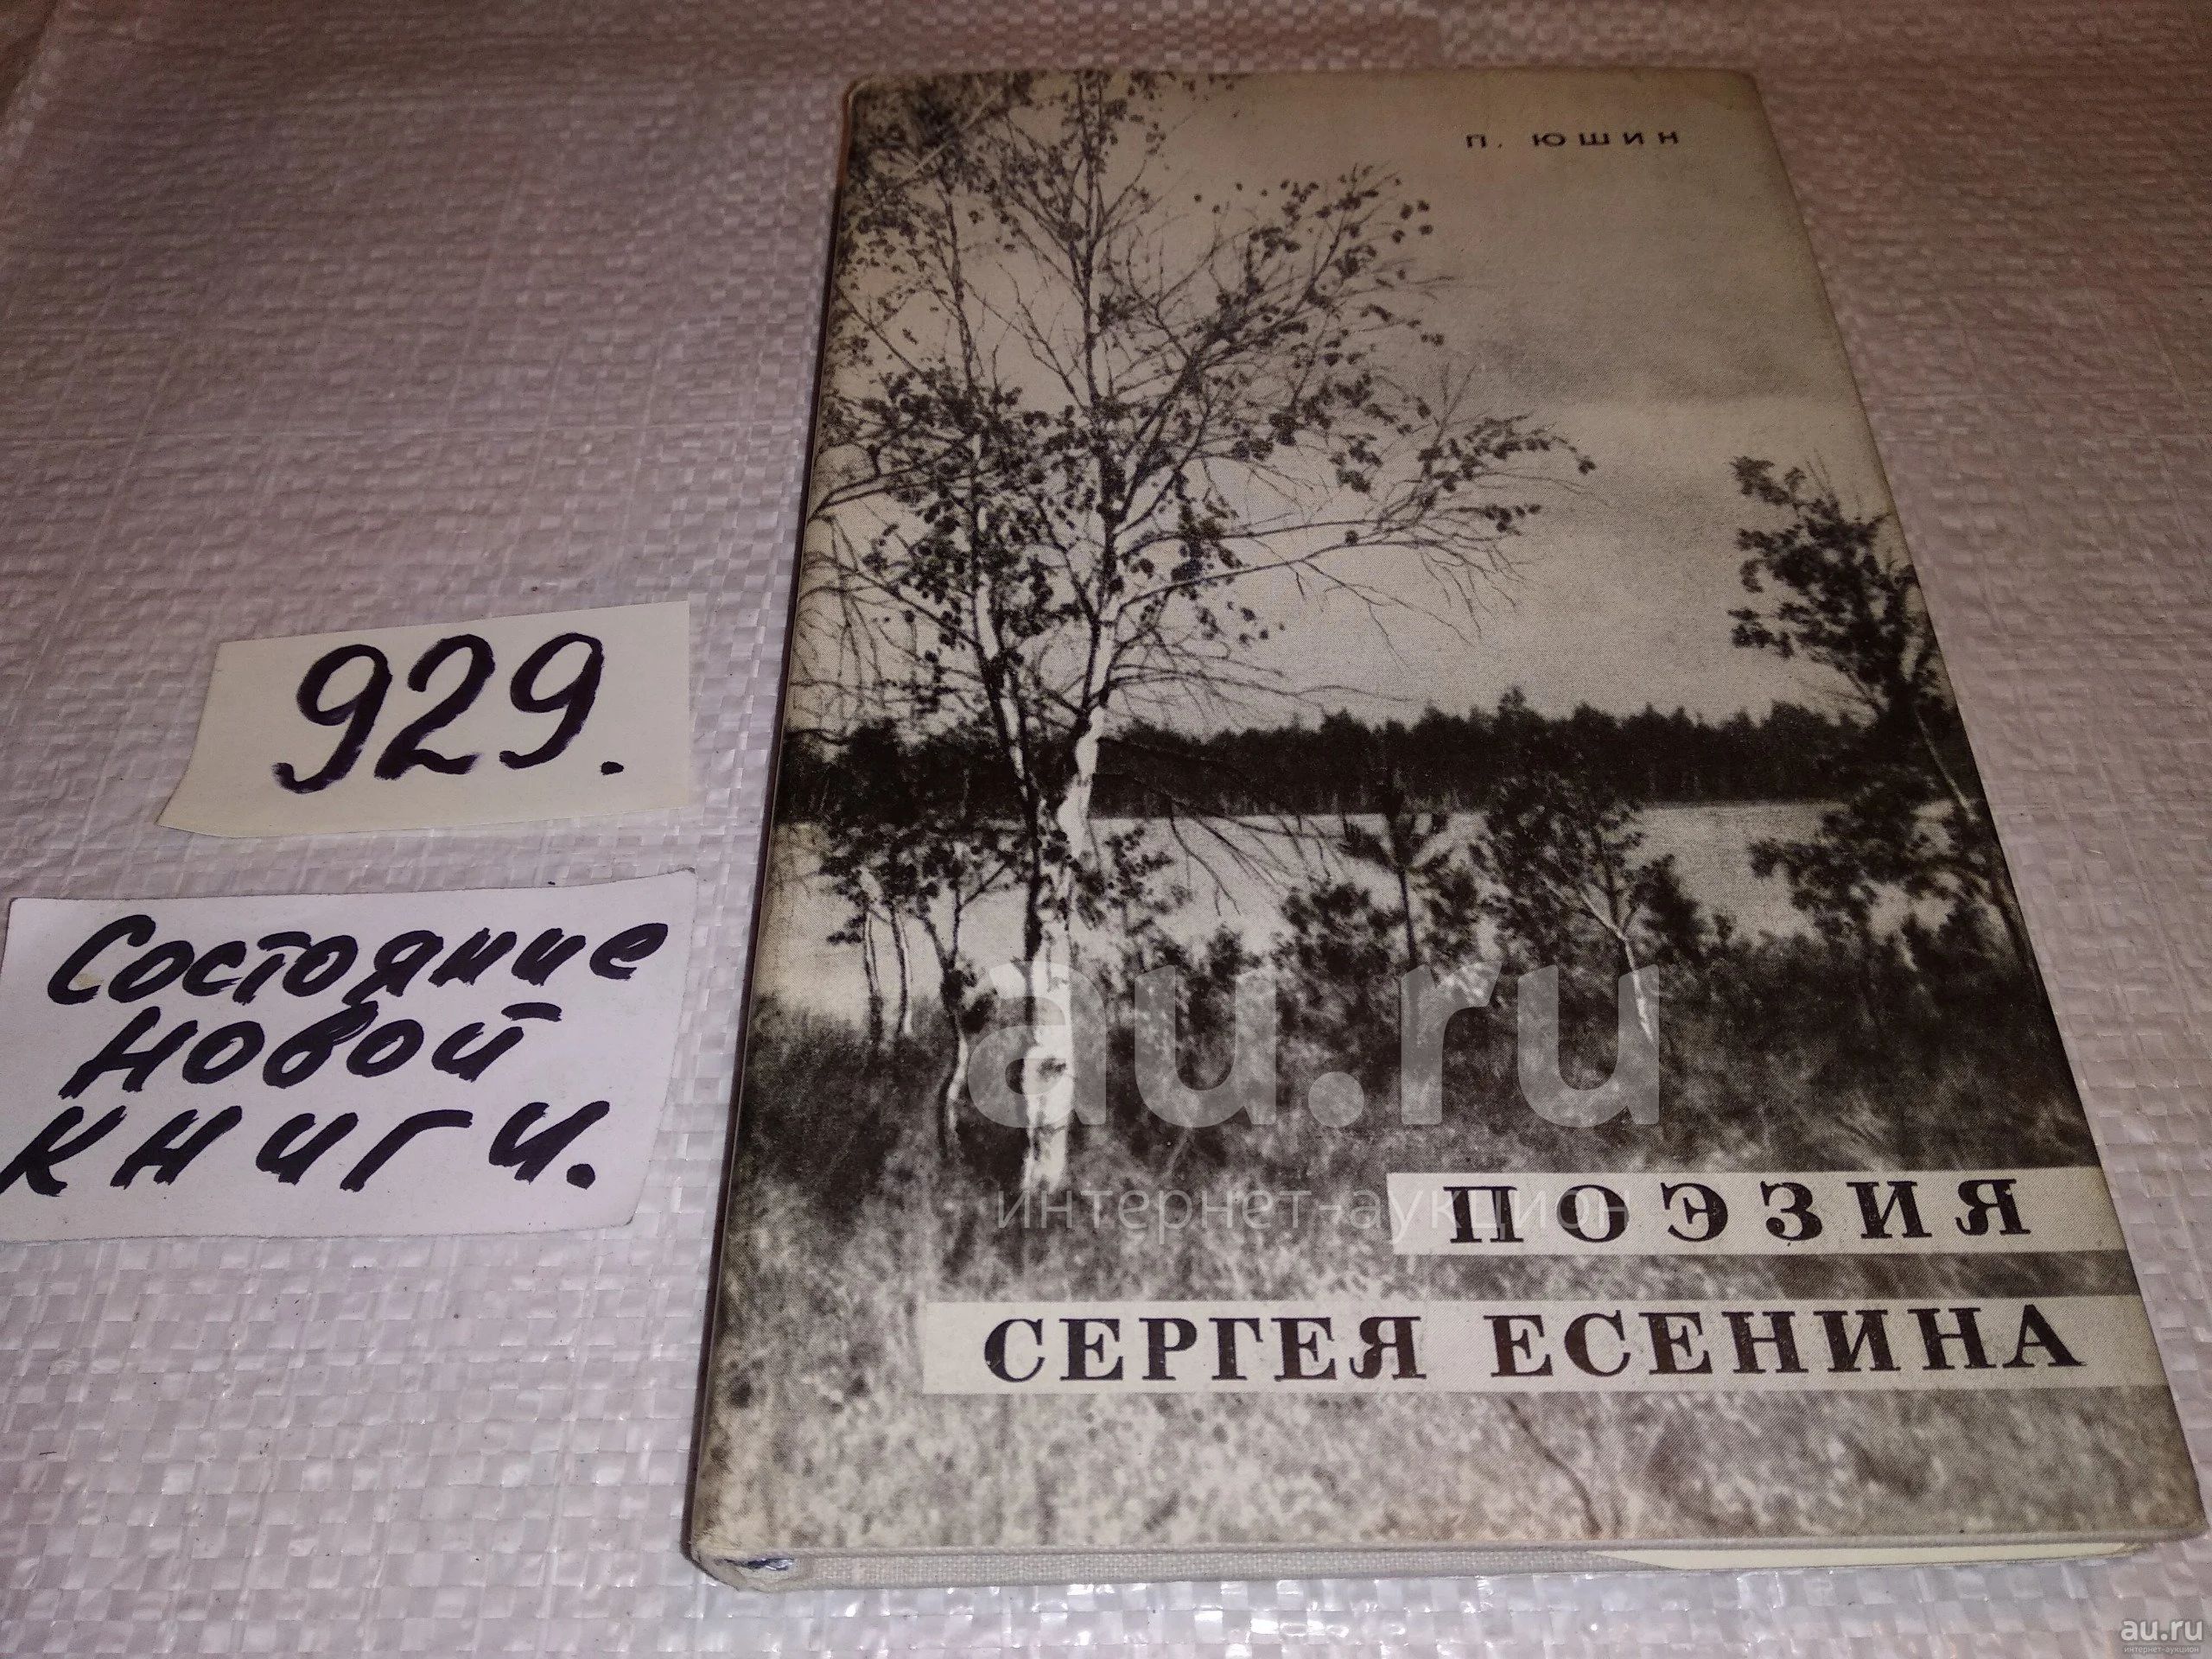 П. ЮШИН
929.
Состояние
новой
книги.
au.ru
интернет-аукцион
ПОЭЗИЯ
СЕРГЕЯ ЕСЕНИНА
au.ru
интернет-аукцион